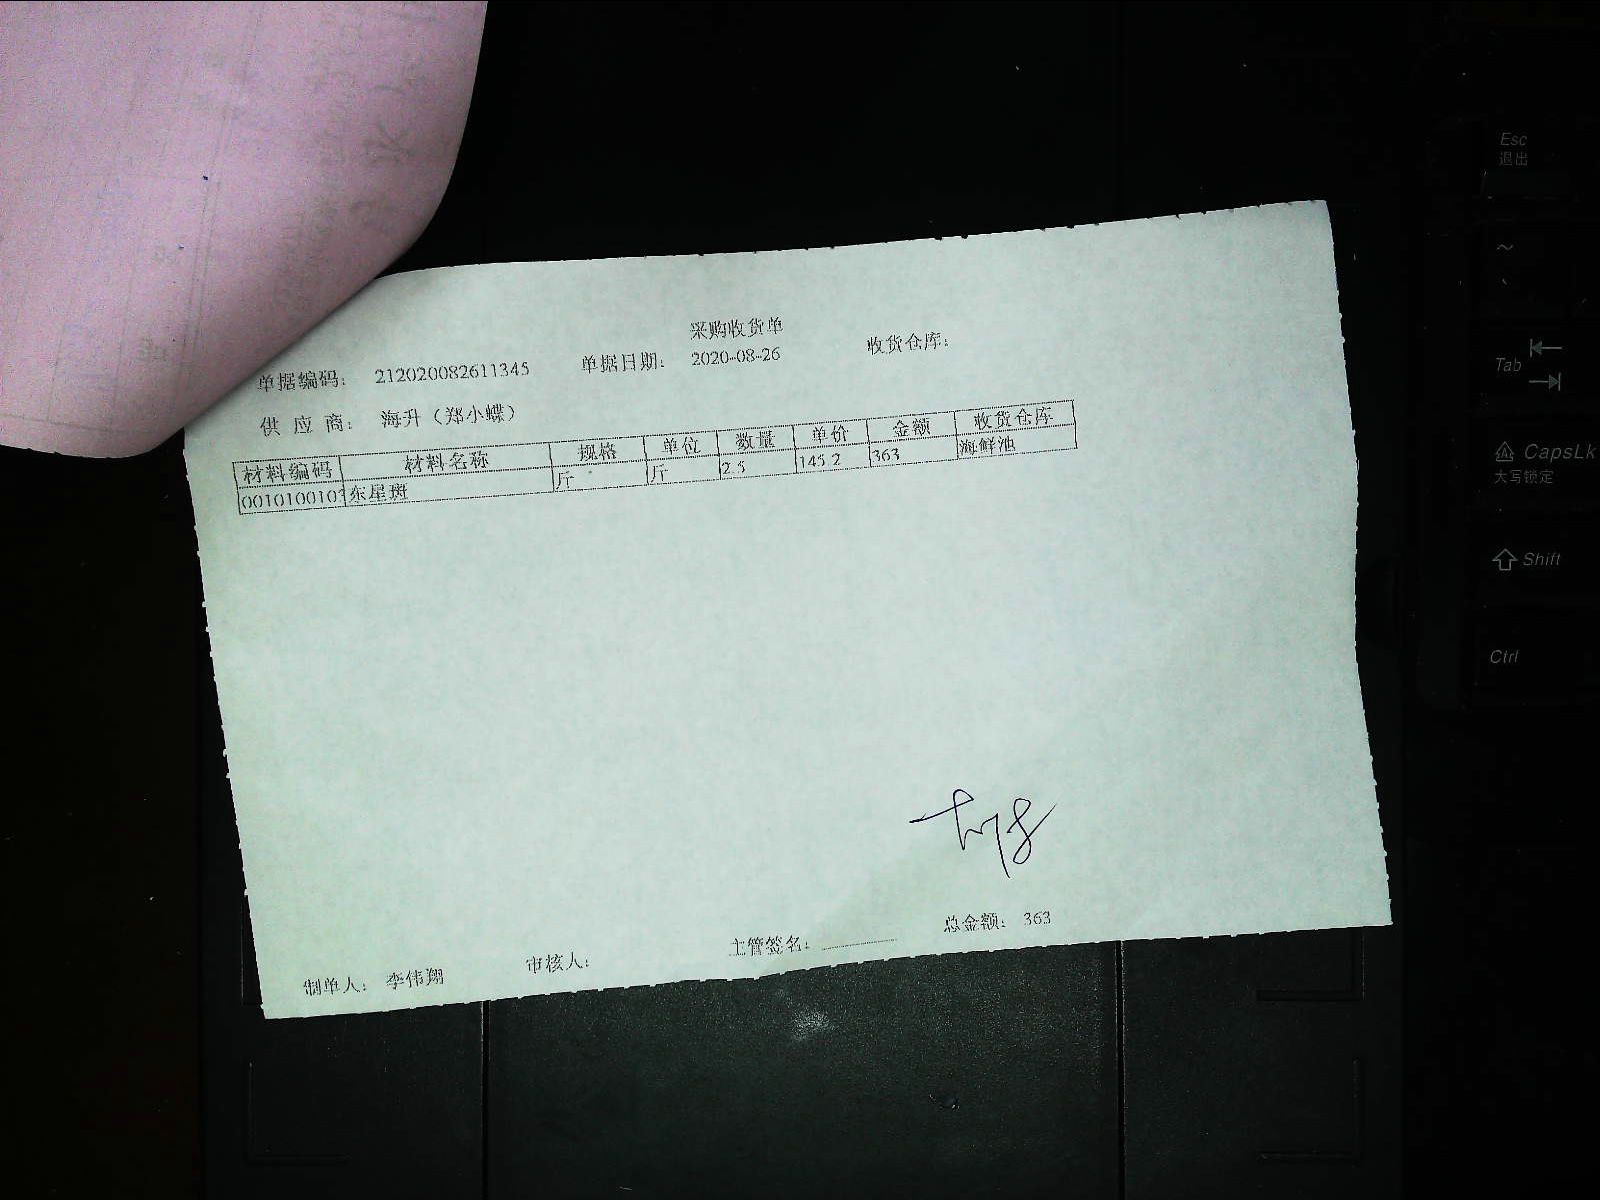 采购收货单
单据编码: 212020082611345 单据日期: 2020-08-26 收货仓库:
供 应 商: 海升（郑小蝶）
材料编码 材料名称 规格 单位 数量 单价 金额 收货仓库
东星斑 斤 斤 2.5 145.2 363 海鲜池
总金额: 363
制单人: 李伟翔 审核人: 主管签名:
Esc
退出
~
Tab
CapsLk
大写锁定
Shift
Ctrl